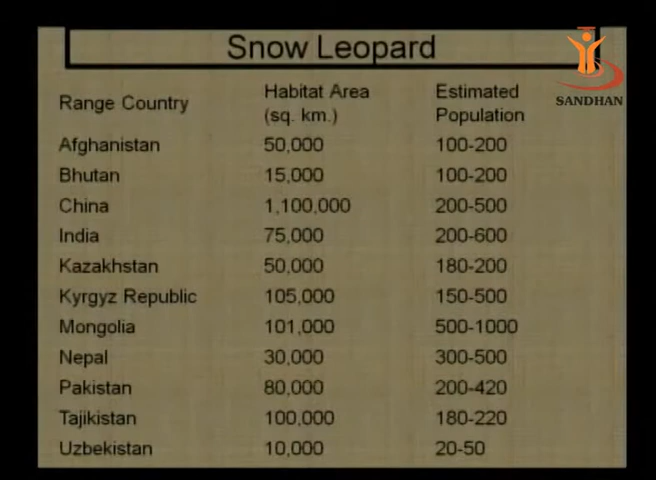 Snow Leopard
SANDHAN
Range Country Habitat Area (sq. km.) Estimated Population
Afghanistan 50,000 100-200
Bhutan 15,000 100-200
China 1,100,000 200-500
India 75,000 200-600
Kazakhstan 50,000 180-200
Kyrgyz Republic 105,000 150-500
Mongolia 101,000 500-1000
Nepal 30,000 300-500
Pakistan 80,000 200-420
Tajikistan 100,000 180-220
Uzbekistan 10,000 20-50